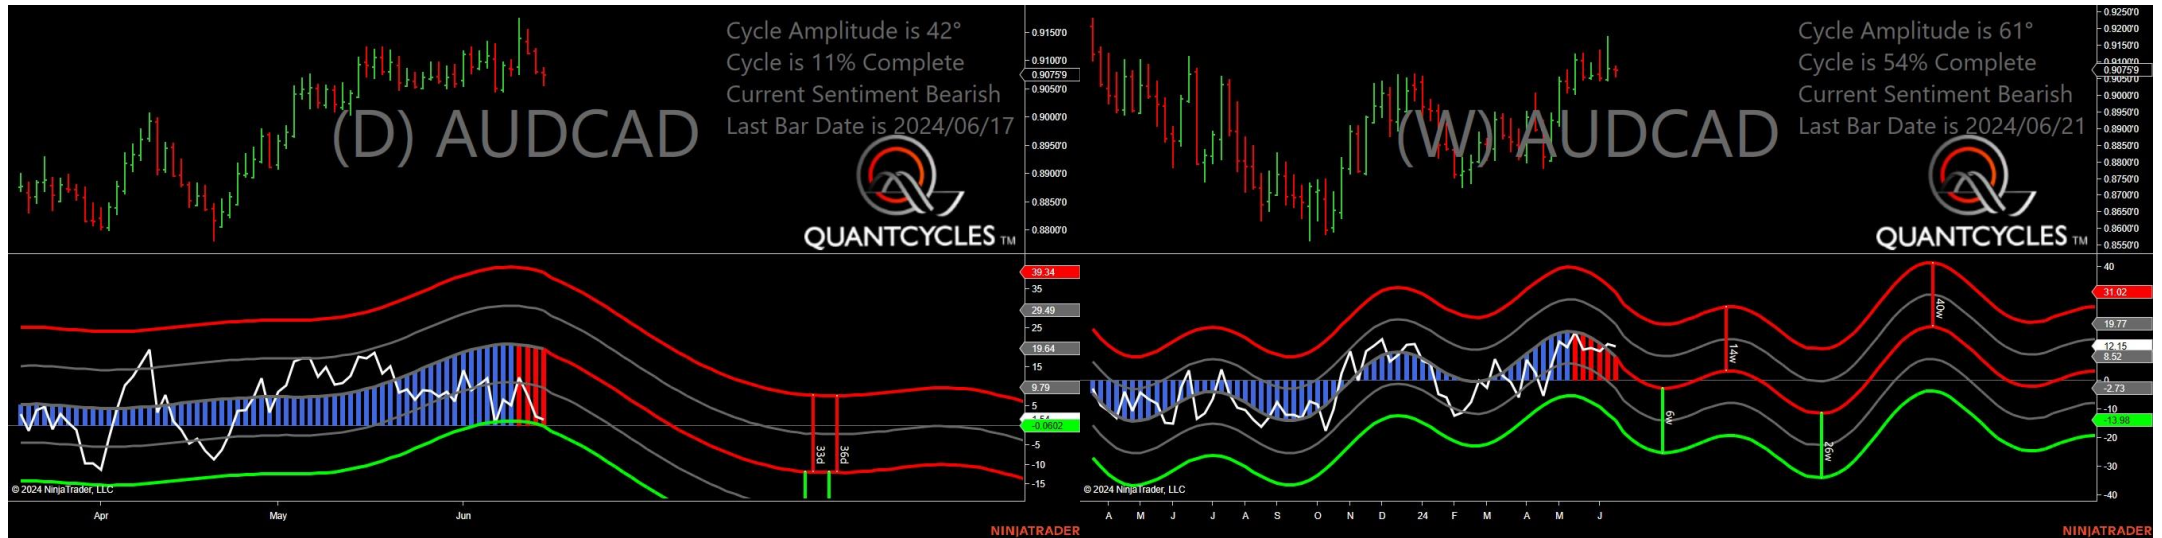 Cycle Amplitude is 42°
Cycle is 11% Complete
Current Sentiment Bearish
Last Bar Date is 2024/06/17
(D) AUDCAD
QUANTCYCLES TM
0.9150'0
0.9100'0
0.9075'9
0.9050'0
0.9000'0
0.8950'0
0.8900'0
0.8850'0
0.8800'0
39.34
35
29.49
25
19.64
15
9.79
5
-0.0602
-5
-10
-15
33d
36d
© 2024 NinjaTrader, LLC
Apr
May
Jun
NINJATRADER
Cycle Amplitude is 61°
Cycle is 54% Complete
Current Sentiment Bearish
Last Bar Date is 2024/06/21
(W) AUDCAD
QUANTCYCLES TM
0.9250'0
0.9200'0
0.9150'0
0.9100'0
0.9075'9
0.9050'0
0.9000'0
0.8950'0
0.8900'0
0.8850'0
0.8800'0
0.8750'0
0.8700'0
0.8650'0
0.8600'0
0.8550'0
40
31.02
19.77
12.15
8.52
0
-2.73
-10
-13.98
-20
-30
-40
6w
14w
26w
40w
© 2024 NinjaTrader, LLC
A M J J A S O N D 24 F M A M J
NINJATRADER